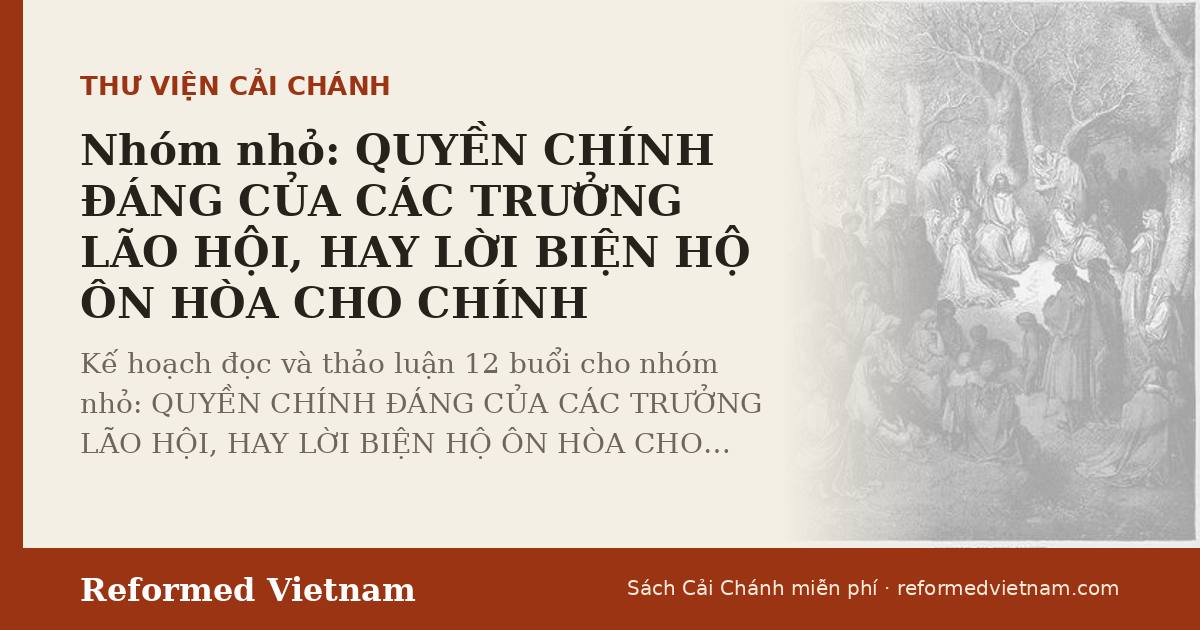 THƯ VIỆN CẢI CHÁNH
Nhóm nhỏ: QUYỀN CHÍNH
ĐÁNG CỦA CÁC TRƯỞNG
LÃO HỘI, HAY LỜI BIỆN HỘ
ÔN HÒA CHO CHÍNH
Kế hoạch đọc và thảo luận 12 buổi cho nhóm
nhỏ: QUYỀN CHÍNH ĐÁNG CỦA CÁC TRƯỞNG
LÃO HỘI, HAY LỜI BIỆN HỘ ÔN HÒA CHO...
Reformed Vietnam
Sách Cải Chánh miễn phí · reformedvietnam.com